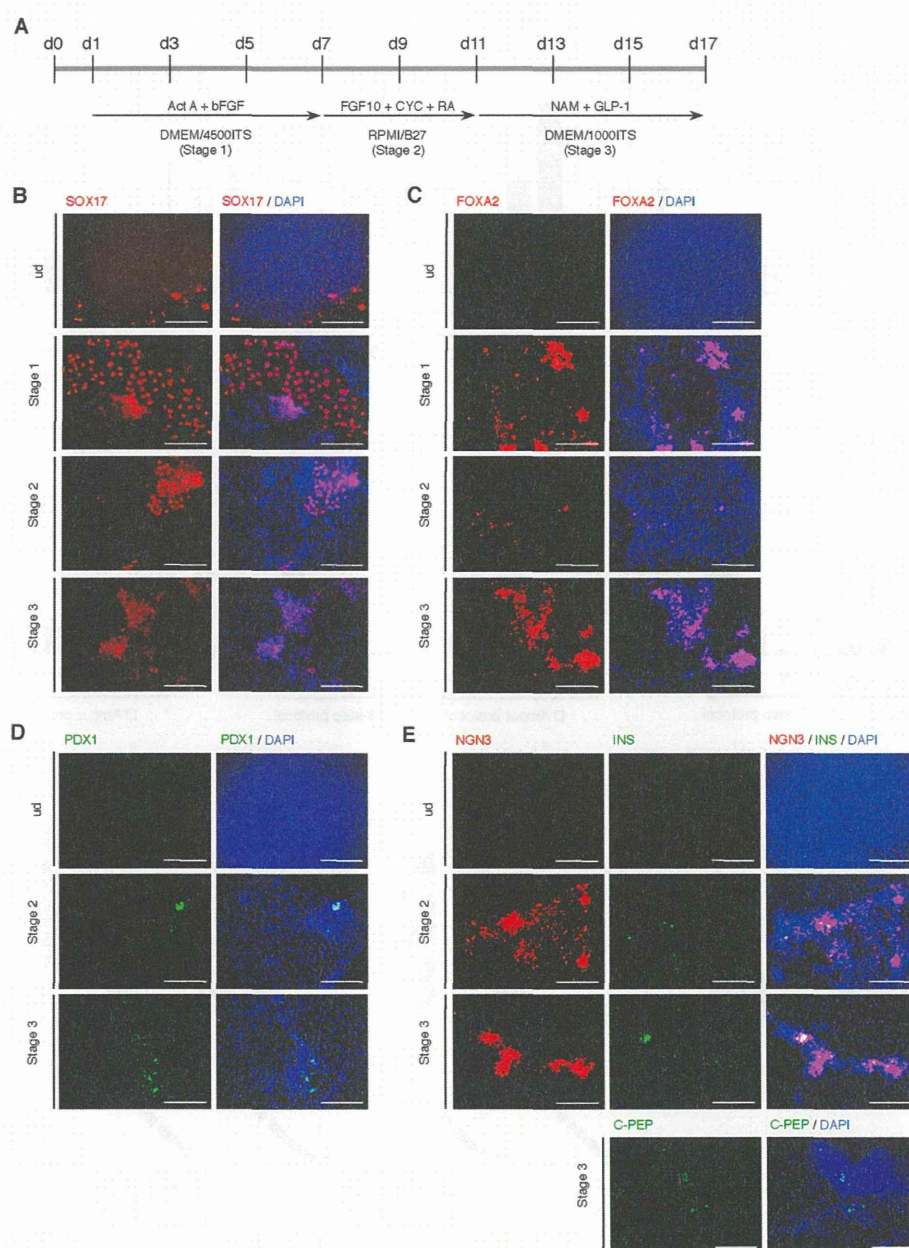 A
d0 d1 d3 d5 d7 d9 d11 d13 d15 d17
Act A + bFGF FGF10 + CYC + RA NAM + GLP-1
DMEM/4500ITS RPMI/B27 DMEM/1000ITS
(Stage 1) (Stage 2) (Stage 3)
B
SOX17 SOX17 / DAPI
ud
Stage 1
Stage 2
Stage 3
C
FOXA2 FOXA2 / DAPI
ud
Stage 1
Stage 2
Stage 3
D
PDX1 PDX1 / DAPI
ud
Stage 2
Stage 3
E
NGN3 INS NGN3 / INS / DAPI
ud
Stage 2
Stage 3
C-PEP C-PEP / DAPI
Stage 3